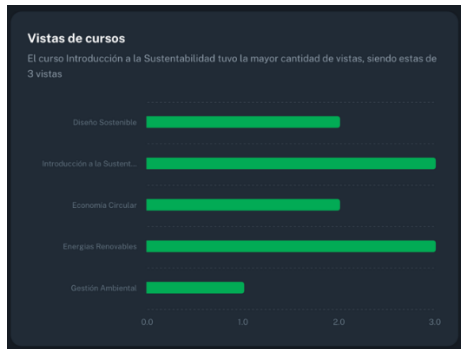 Vistas de cursos
El curso Introducción a la Sustentabilidad tuvo la mayor cantidad de vistas, siendo estas de
3 vistas
Diseño Sostenible
Introducción a la Sustent...
Economía Circular
Energías Renovables
Gestión Ambiental
0.0 1.0 2.0 3.0